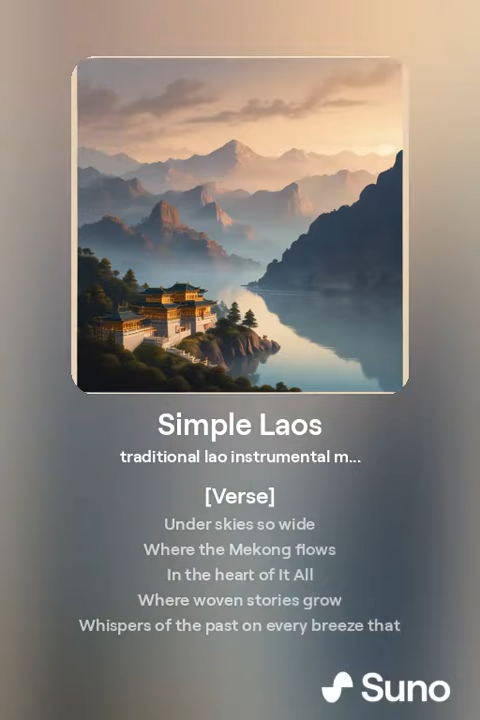 Simple Laos
traditional lao instrumental m...
[Verse]
Under skies so wide
Where the Mekong flows
In the heart of It All
Where woven stories grow
Whispers of the past on every breeze that
Suno